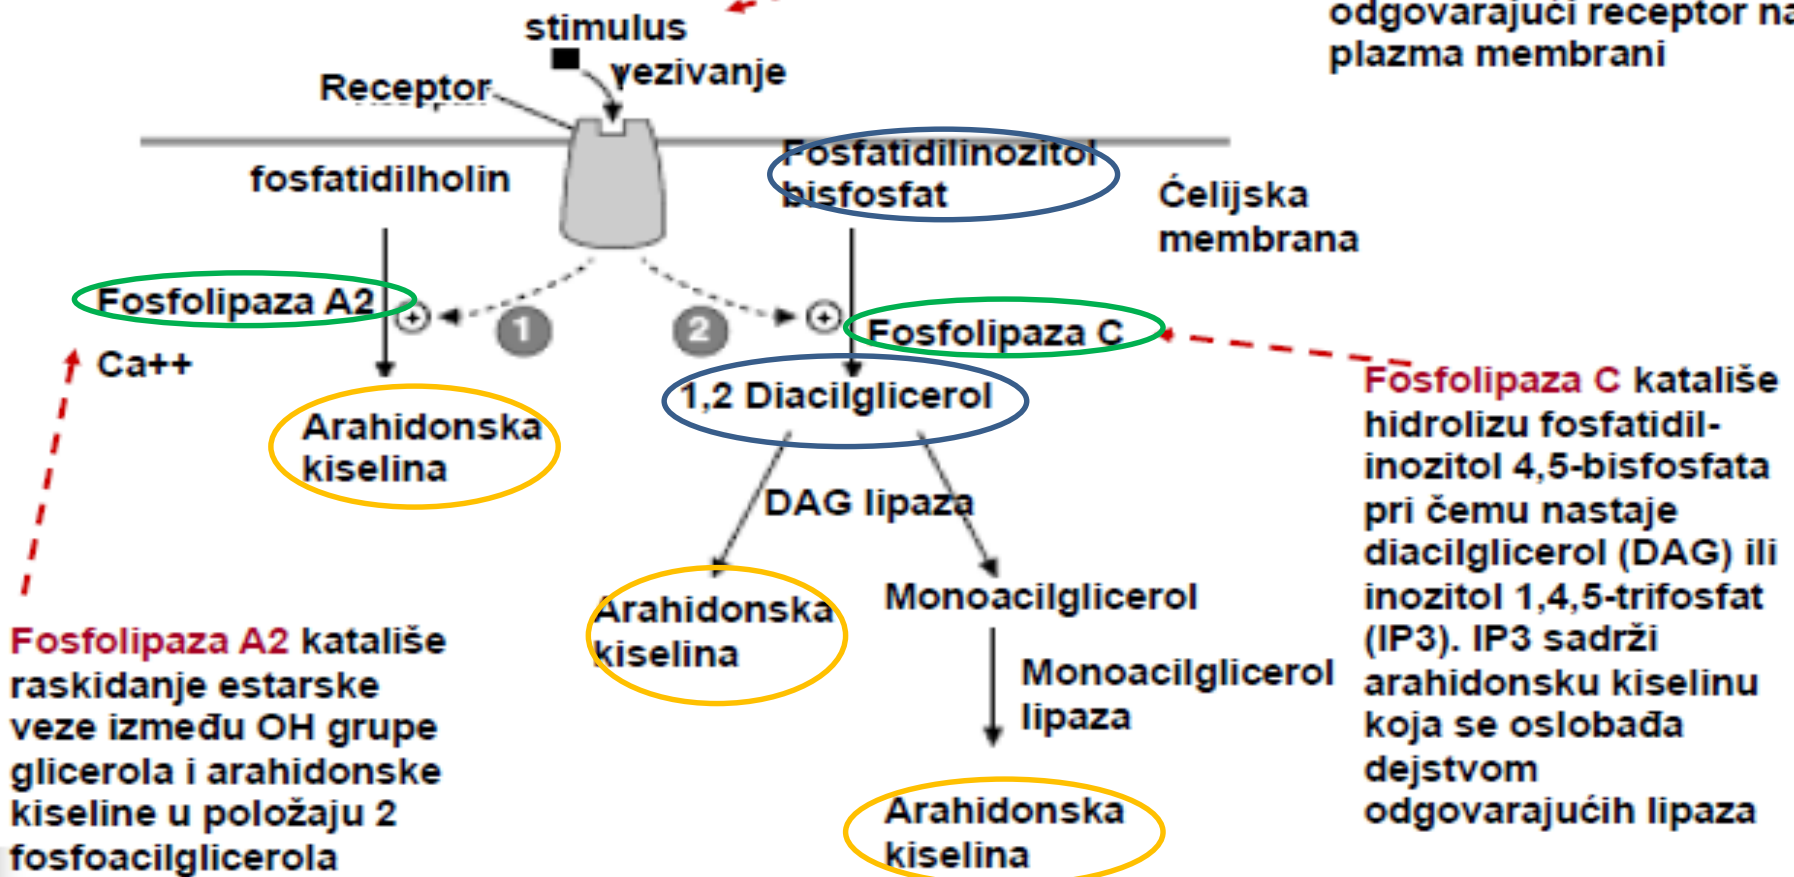 odgovarajući receptor na
plazma membrani
stimulus
vezivanje
Receptor
fosfatidilholin
Fosfatidilinozitol
bisfosfat
Ćelijska
membrana
Fosfolipaza A2
+
1
2
+
Fosfolipaza C
Ca++
1,2 Diacilglicerol
Arahidonska
kiselina
DAG lipaza
Arahidonska
kiselina
Monoacilglicerol
Monoacilglicerol
lipaza
Arahidonska
kiselina
Fosfolipaza A2 katališe
raskidanje estarske
veze između OH grupe
glicerola i arahidonske
kiseline u položaju 2
fosfoacilglicerola
Fosfolipaza C katališe
hidrolizu fosfatidil-
inozitol 4,5-bisfosfata
pri čemu nastaje
diacilglicerol (DAG) ili
inozitol 1,4,5-trifosfat
(IP3). IP3 sadrži
arahidonsku kiselinu
koja se oslobađa
dejstvom
odgovarajućih lipaza